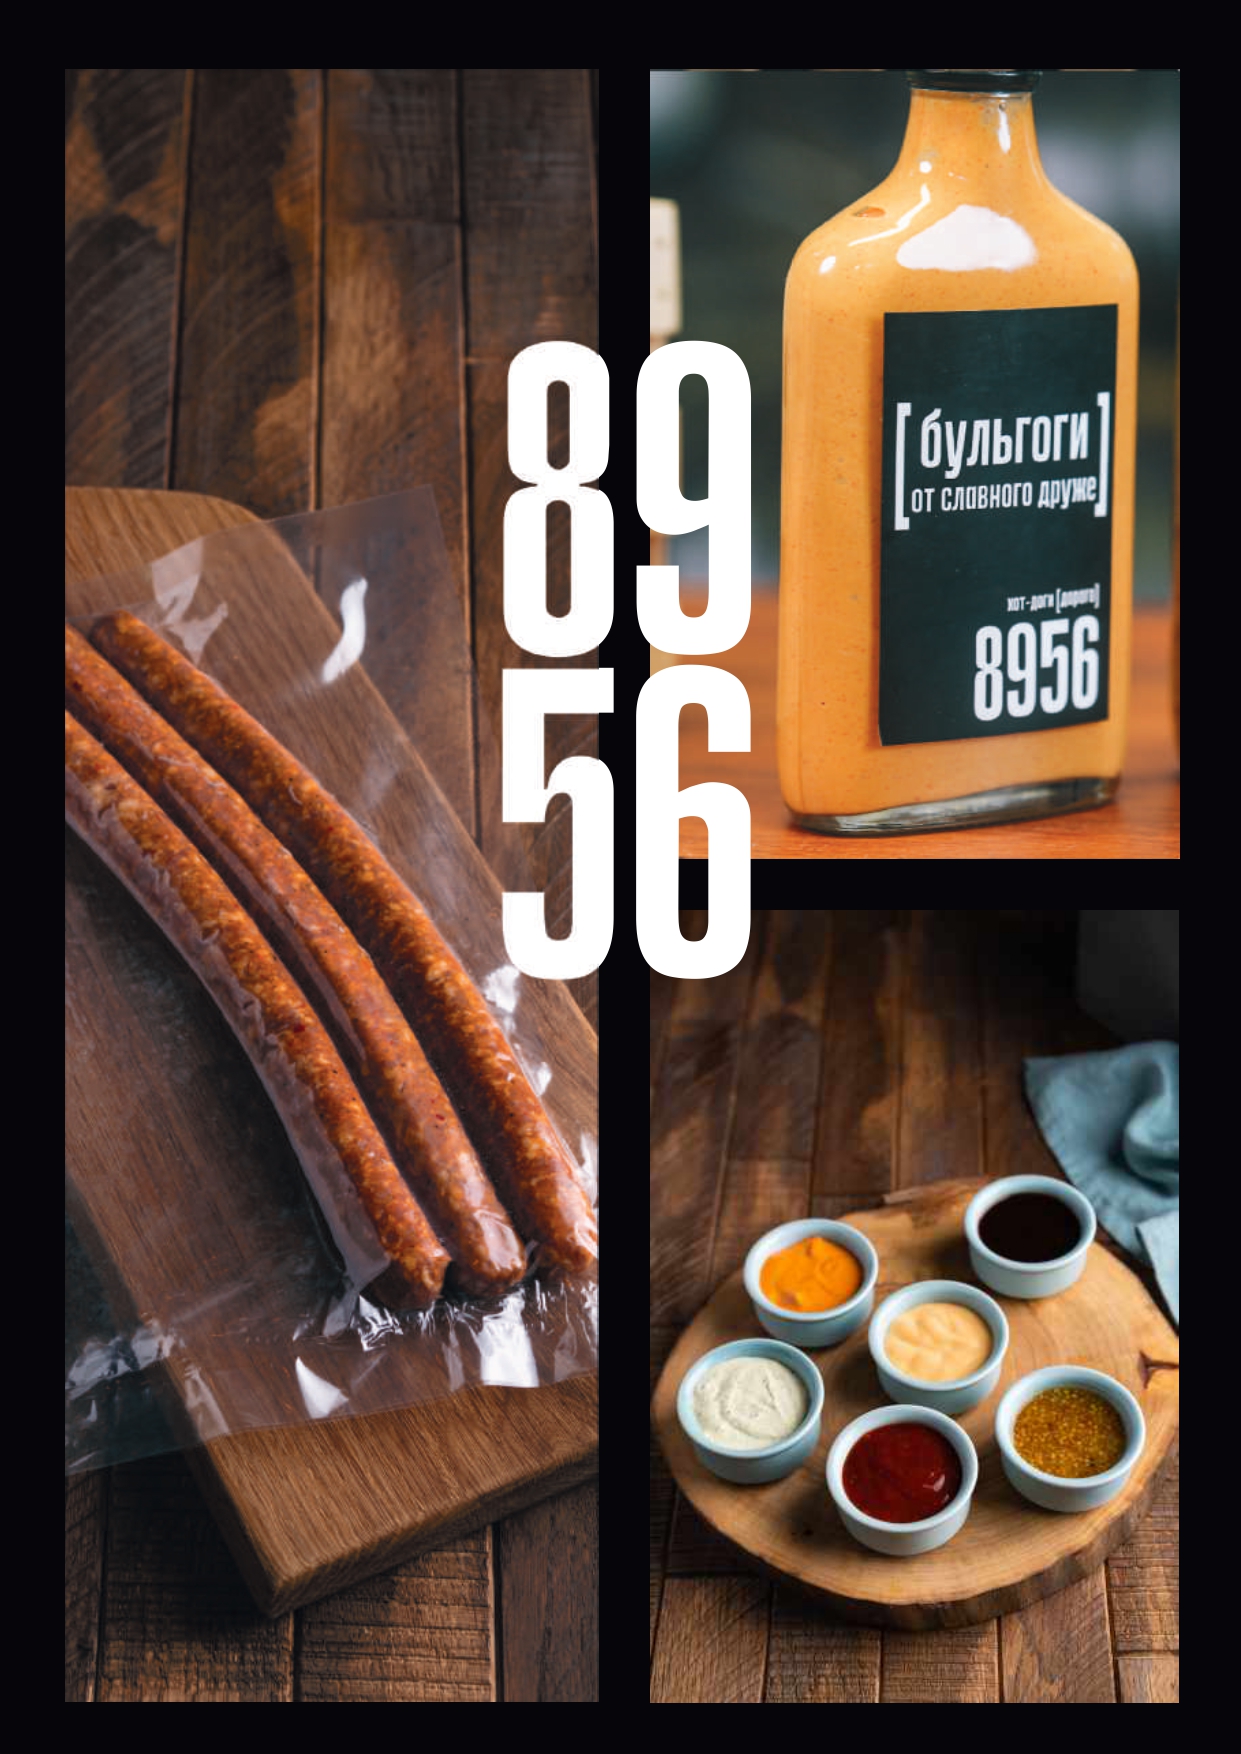 89
56
[бульгоги
от славного друже]
хот-доги [дорого]
8956